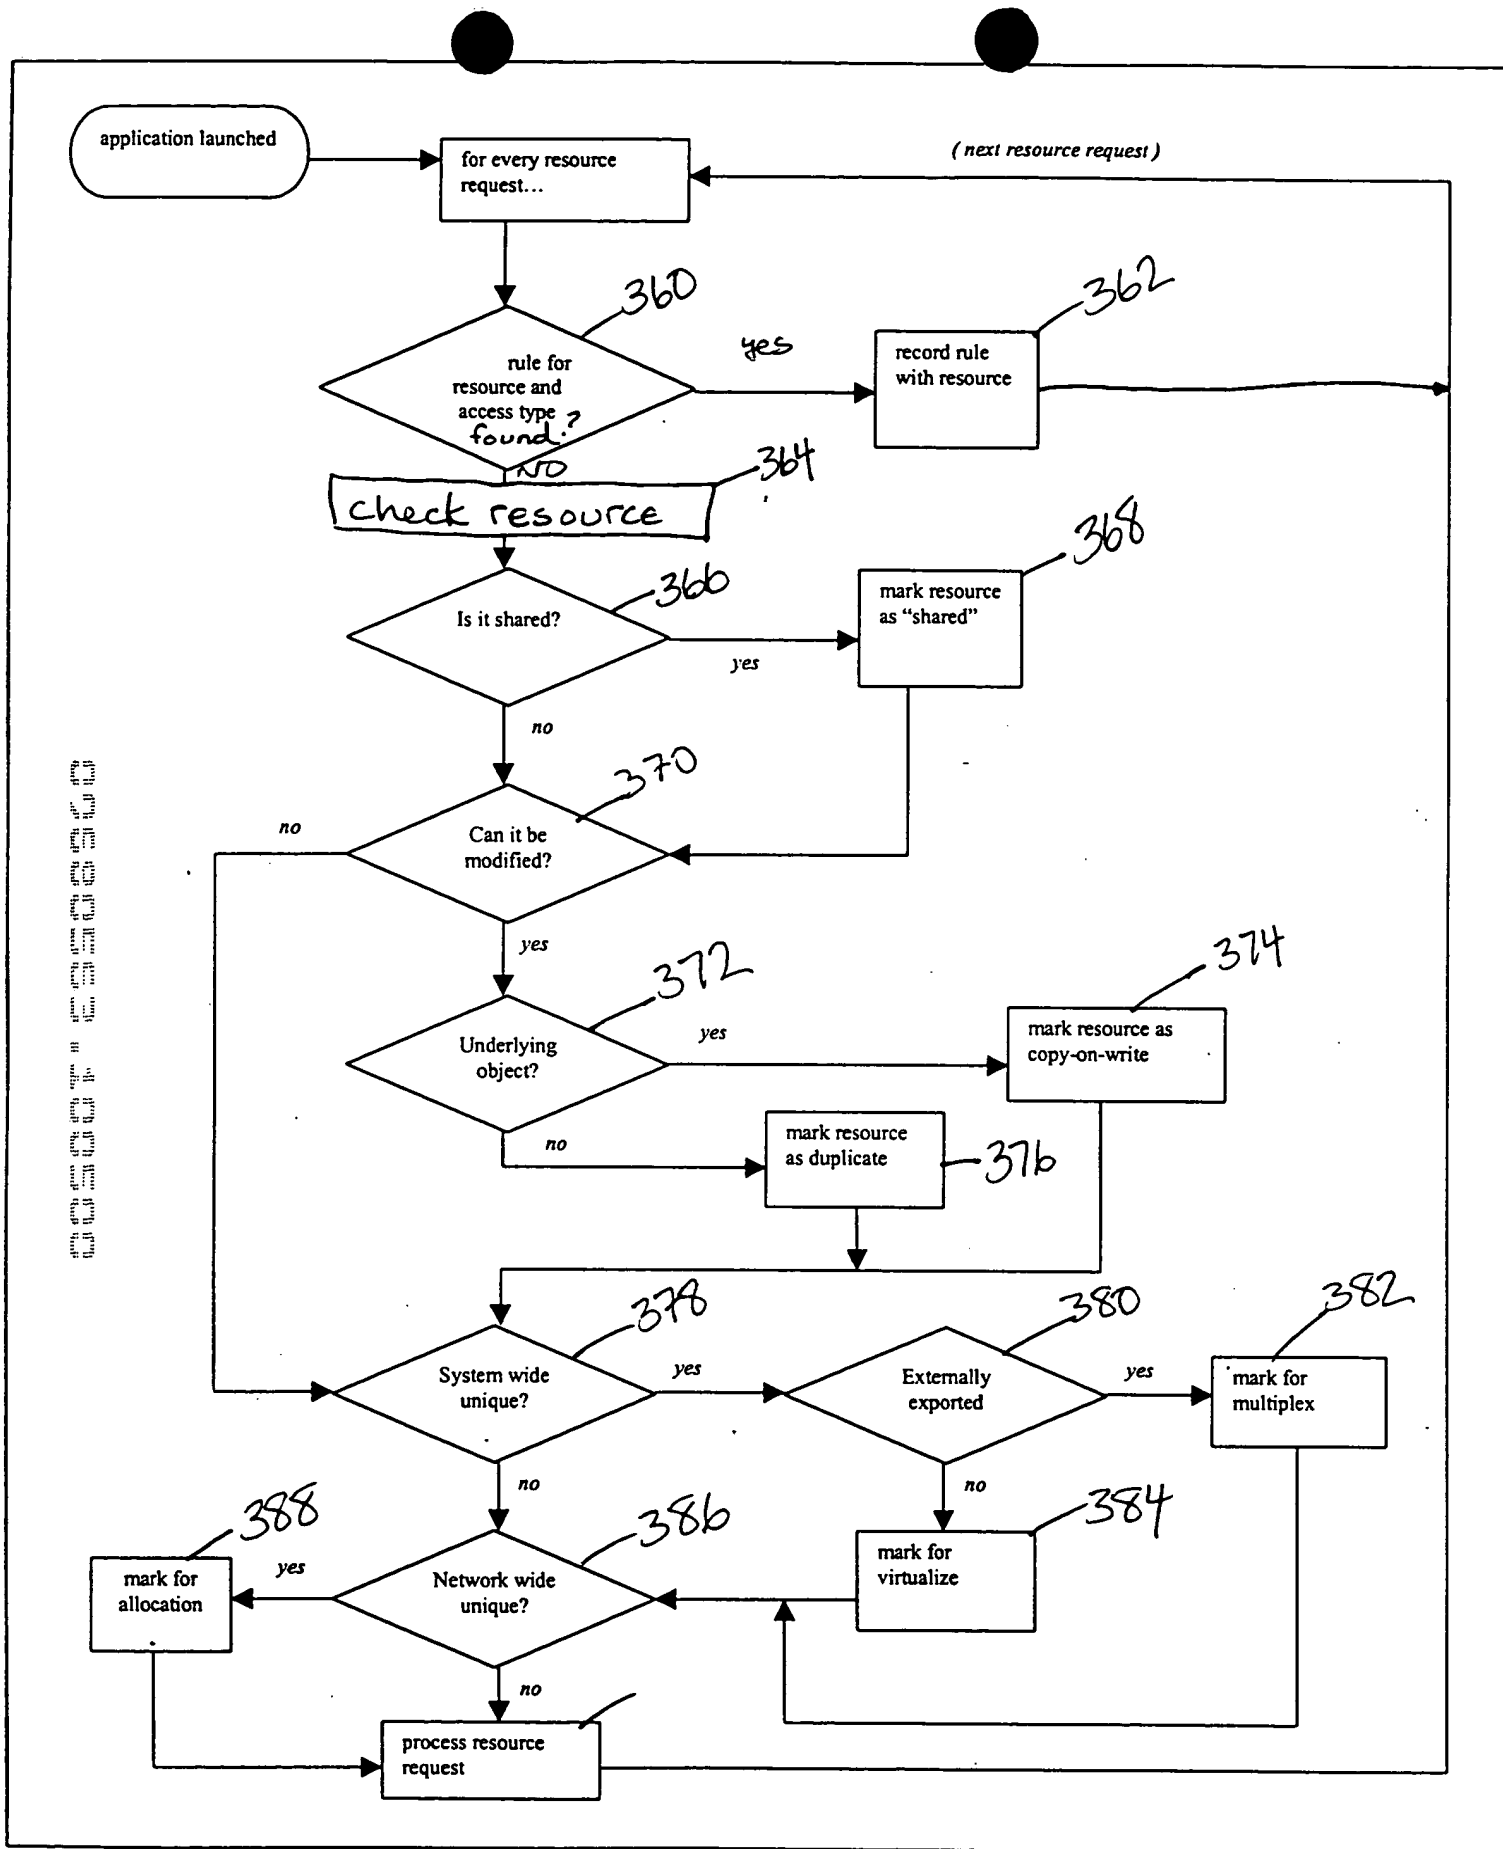 application launched
for every resource
request...
( next resource request )
360
362
rule for
resource and
access type
found?
yes
record rule
with resource
NO
364
check resource
366
368
Is it shared?
yes
mark resource
as “shared”
no
370
Can it be
modified?
no
yes
372
374
Underlying
object?
yes
mark resource as
copy-on-write
no
mark resource
as duplicate
376
378
380
382
System wide
unique?
yes
Externally
exported
yes
mark for
multiplex
no
no
388
386
384
mark for
allocation
yes
Network wide
unique?
mark for
virtualize
no
process resource
request